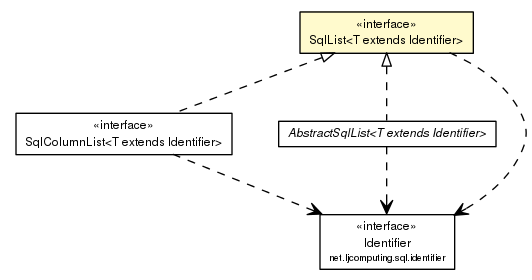 «interface»
SqlList<T extends Identifier>
«interface»
SqlColumnList<T extends Identifier>
AbstractSqlList<T extends Identifier>
«interface»
Identifier
net.ljcomputing.sql.identifier